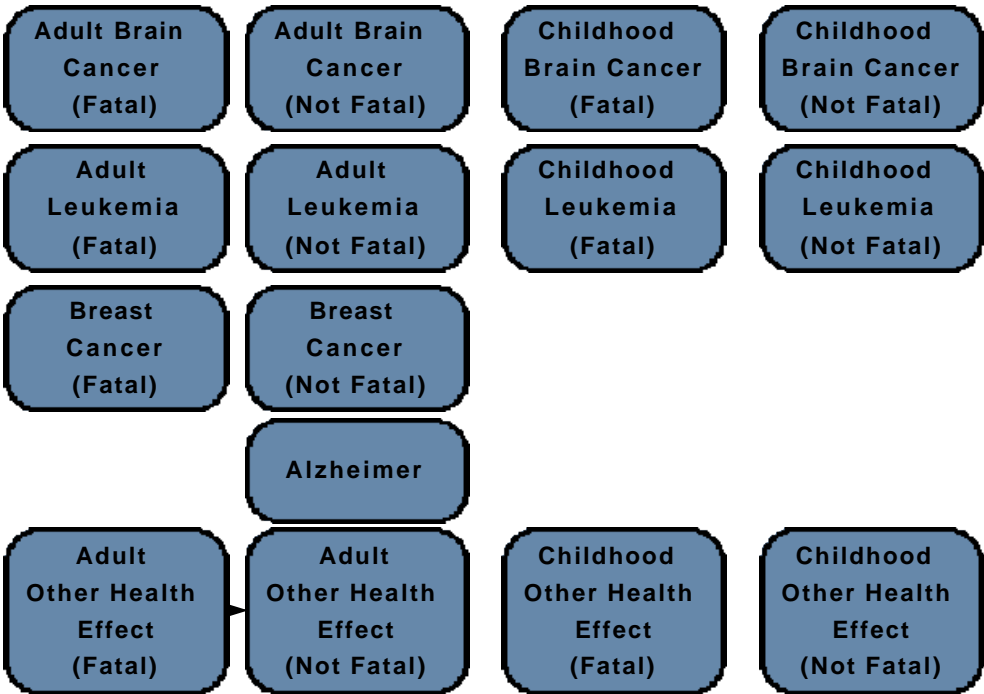 Adult Brain
Cancer
(Fatal)
Adult Brain
Cancer
(Not Fatal)
Childhood
Brain Cancer
(Fatal)
Childhood
Brain Cancer
(Not Fatal)
Adult
Leukemia
(Fatal)
Adult
Leukemia
(Not Fatal)
Childhood
Leukemia
(Fatal)
Childhood
Leukemia
(Not Fatal)
Breast
Cancer
(Fatal)
Breast
Cancer
(Not Fatal)
Alzheimer
Adult
Other Health
Effect
(Fatal)
Adult
Other Health
Effect
(Not Fatal)
Childhood
Other Health
Effect
(Fatal)
Childhood
Other Health
Effect
(Not Fatal)